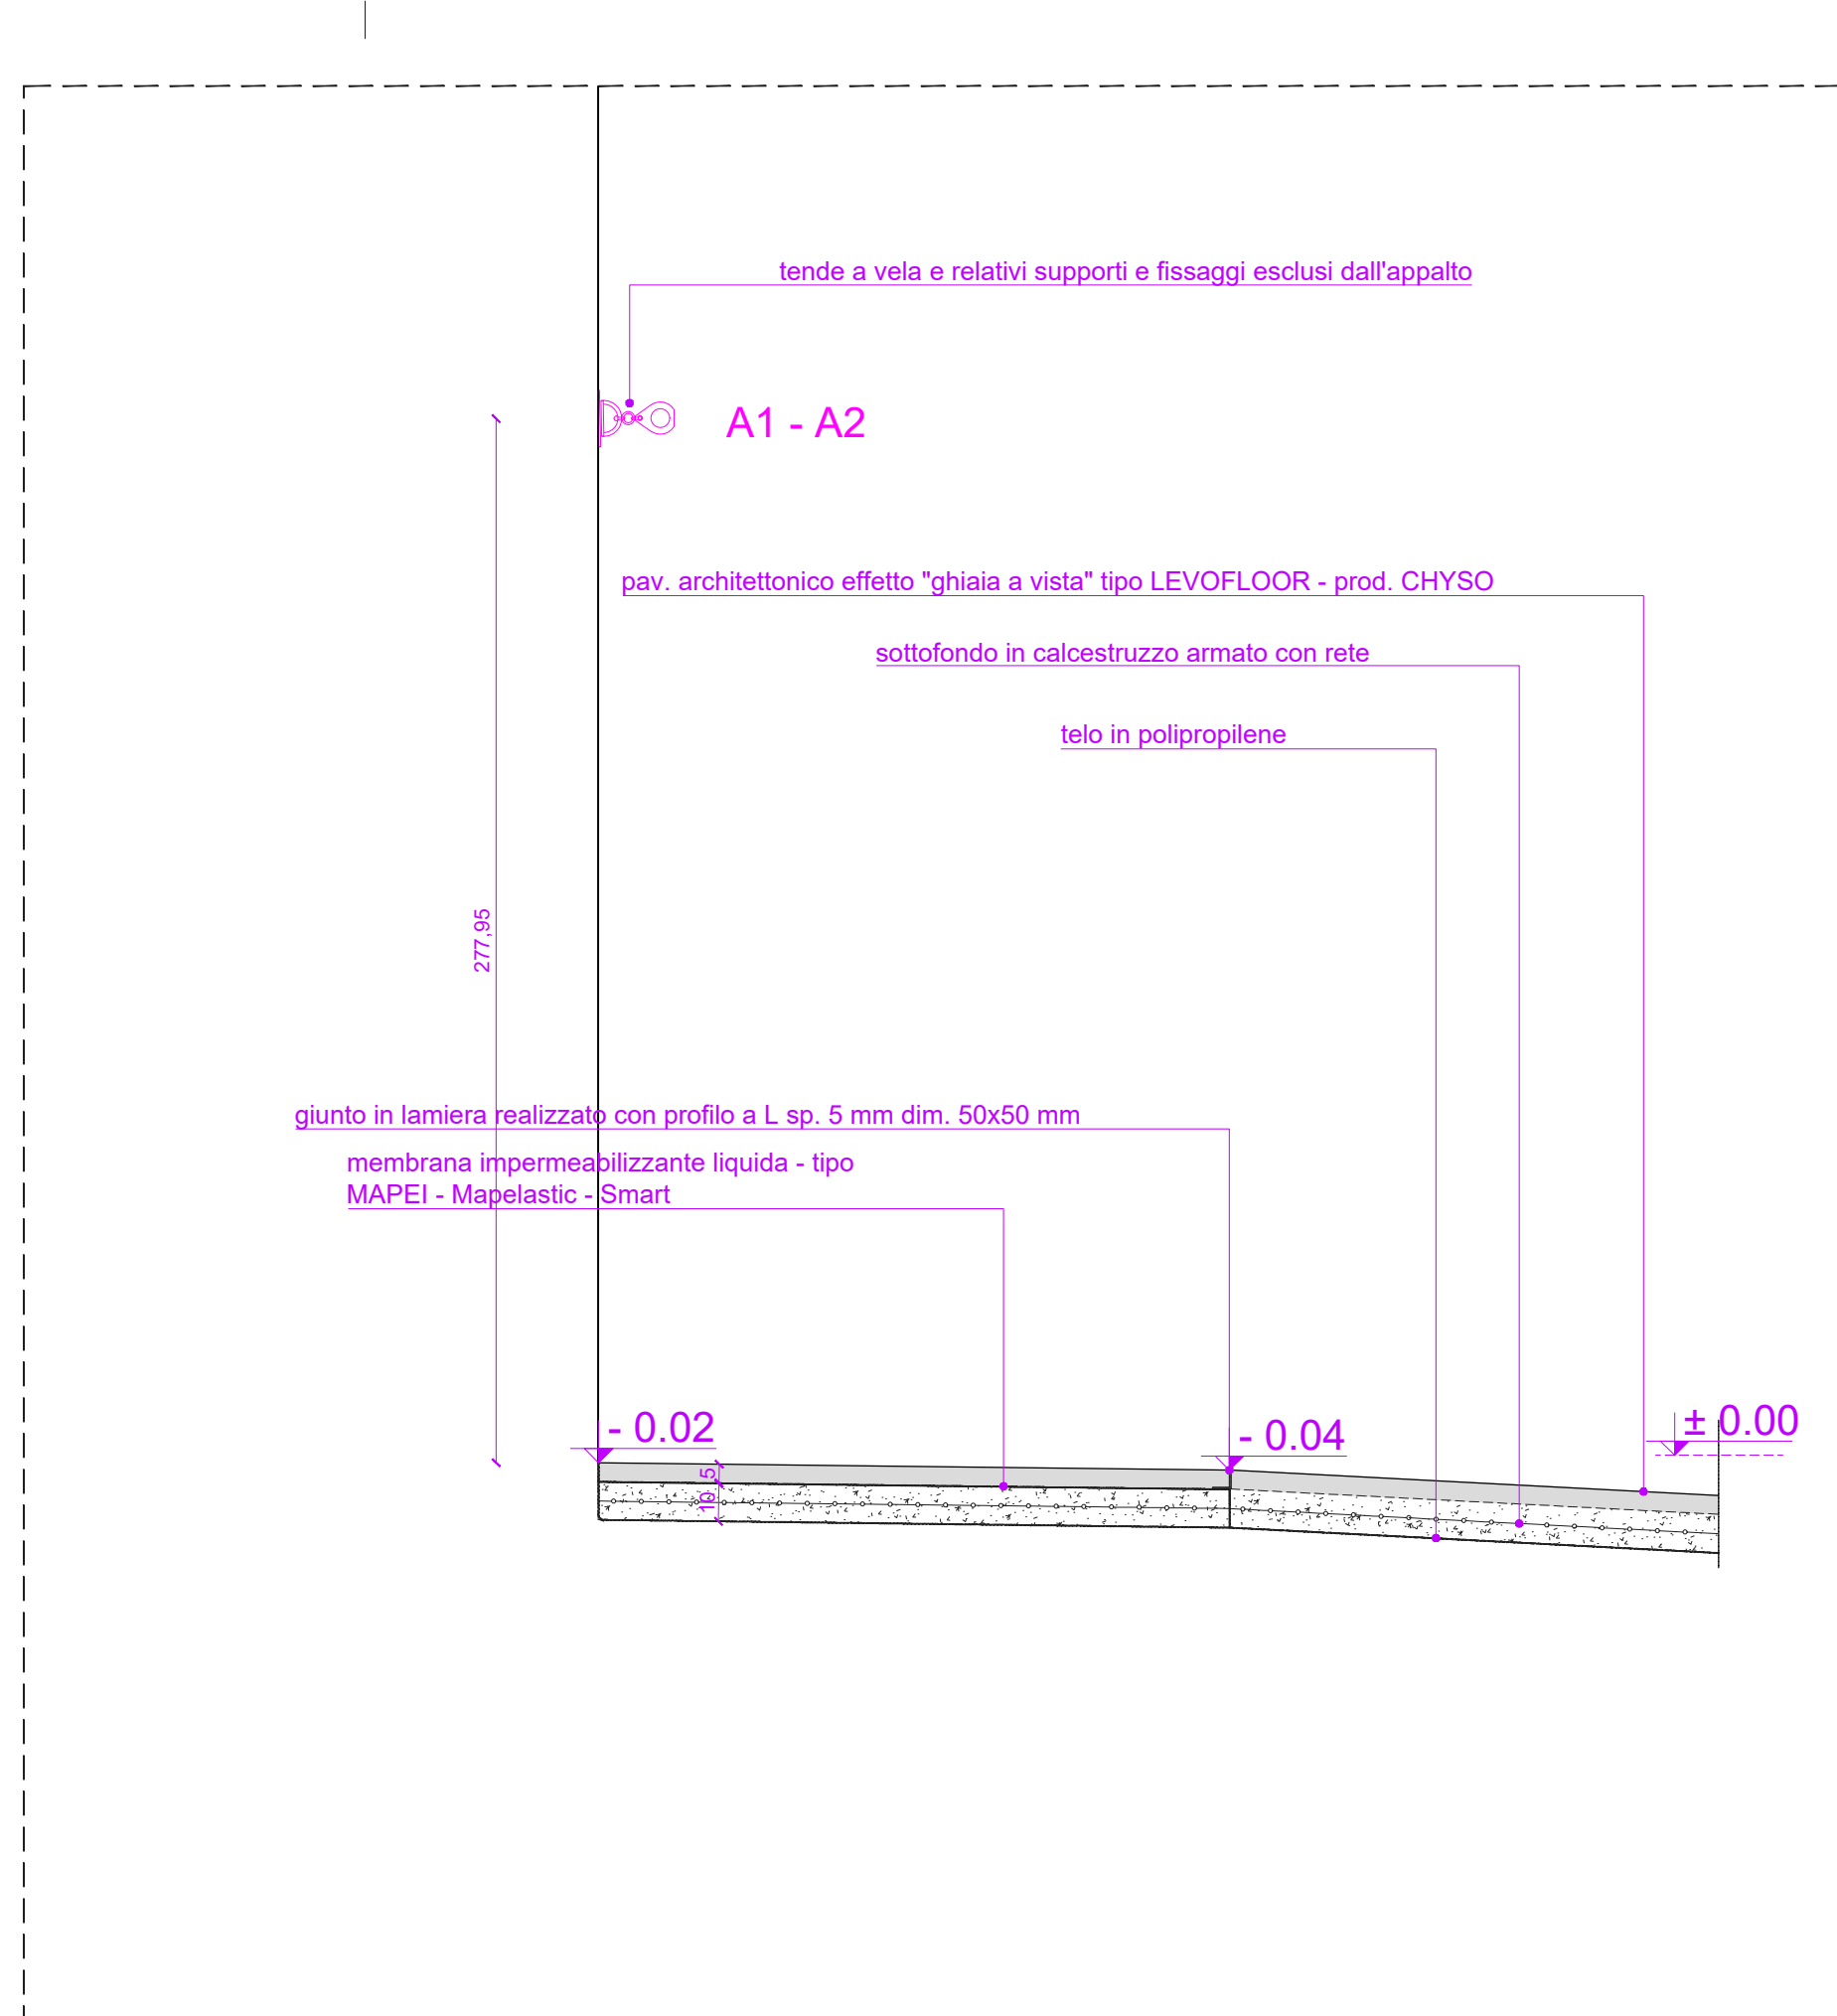 tende a vela e relativi supporti e fissaggi esclusi dall'appalto
A1 - A2
pav. architettonico effetto "ghiaia a vista" tipo LEVOFLOOR - prod. CHYSO
sottofondo in calcestruzzo armato con rete
telo in polipropilene
277,95
giunto in lamiera realizzato con profilo a L sp. 5 mm dim. 50x50 mm
membrana impermeabilizzante liquida - tipo
MAPEI - Mapelastic - Smart
- 0.02
- 0.04
± 0.00
5
10